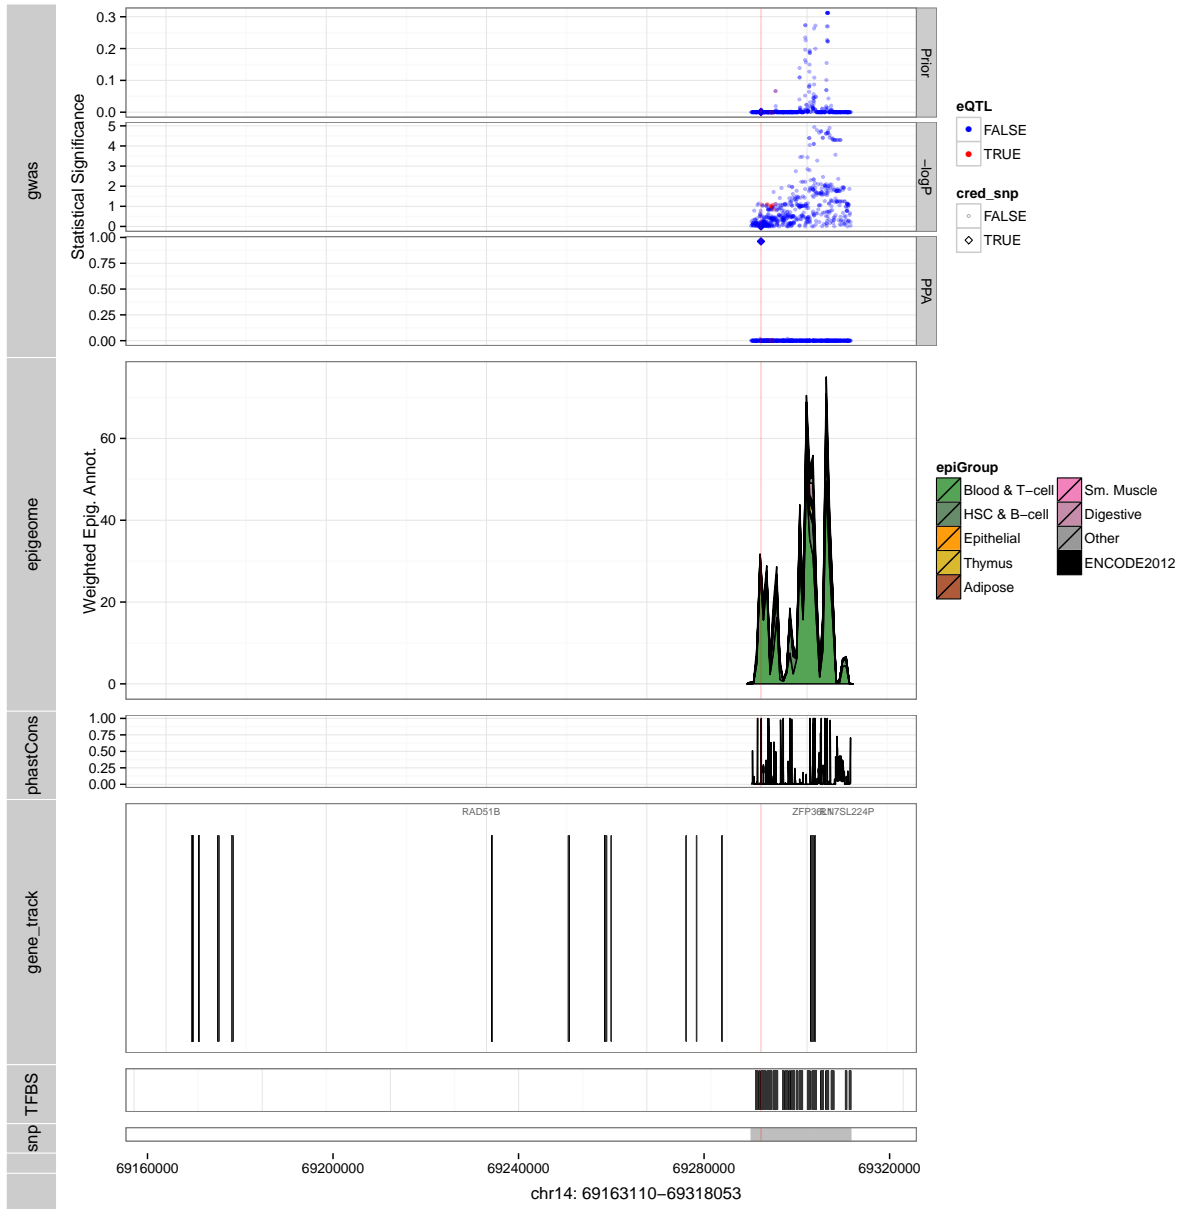 gwas
Statistical Significance
0.3
0.2
0.1
0.0
Prior
5
4
3
2
1
0
−logP
1.00
0.75
0.50
0.25
0.00
PPA
eQTL
FALSE
TRUE
cred_snp
FALSE
TRUE
epigeome
Weighted Epig. Annot.
60
40
20
0
epiGroup
Blood & T−cell
HSC & B−cell
Epithelial
Thymus
Adipose
Sm. Muscle
Digestive
Other
ENCODE2012
phastCons
1.00
0.75
0.50
0.25
0.00
gene_track
RAD51B
ZFP36L1
RN7SL224P
TFBS
snp
69160000
69200000
69240000
69280000
69320000
chr14: 69163110−69318053